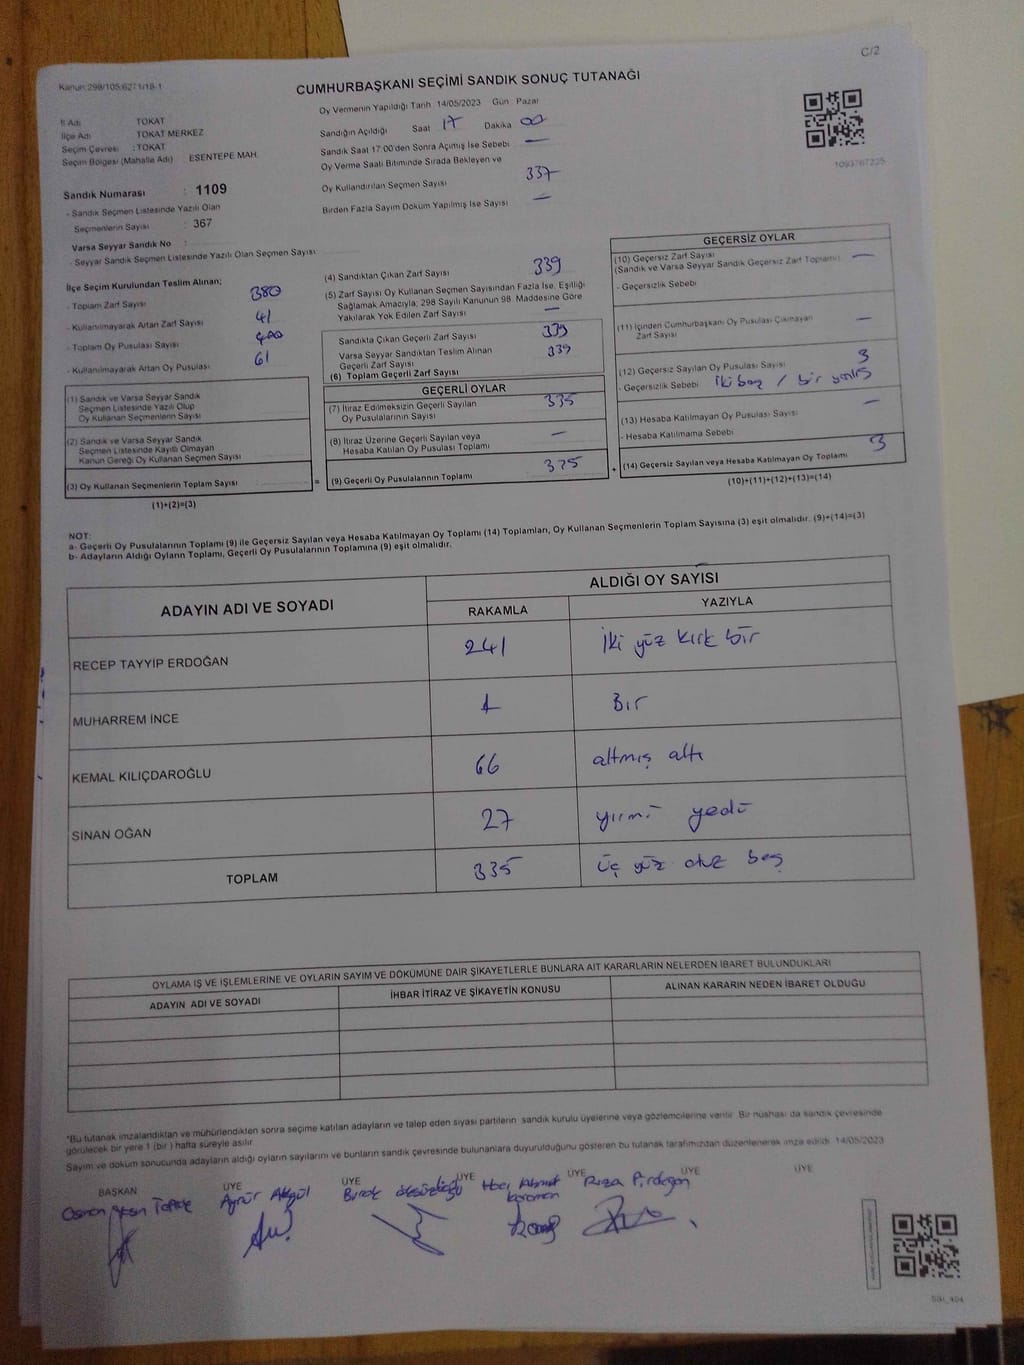 C/2
Kanun: 298/105,6271/18-1
CUMHURBAŞKANI SEÇİMİ SANDIK SONUÇ TUTANAĞI
İl Adı TOKAT
İlçe Adı TOKAT MERKEZ
Seçim Çevresi : TOKAT
Seçim Bölgesi (Mahalle Adı) : ESENTEPE MAH.
Oy Vermenin Yapıldığı Tarih 14/05/2023 Gün : Pazar
Sandığın Açıldığı Saat 17 Dakika 00
Sandık Saat 17:00'den Sonra Açımış İse Sebebi —
Oy Verme Saati Bitiminde Sırada Bekleyen ve
Oy Kullandırılan Seçmen Sayısı 337
Birden Fazla Sayım Döküm Yapılmış İse Sayısı —
1093767225
Sandık Numarası : 1109
- Sandık Seçmen Listesinde Yazılı Olan
Seçmenlerin Sayısı : 367
Varsa Seyyar Sandık No :
- Seyyar Sandık Seçmen Listesinde Yazılı Olan Seçmen Sayısı :
İlçe Seçim Kurulundan Teslim Alınan;
- Toplam Zarf Sayısı 380
- Kullanılmayarak Artan Zarf Sayısı 41
- Toplam Oy Pusulası Sayısı 400
- Kullanılmayarak Artan Oy Pusulası 61
(1) Sandık ve Varsa Seyyar Sandık
Seçmen Listesinde Yazılı Olup
Oy Kullanan Seçmenlerin Sayısı
(2) Sandık ve Varsa Seyyar Sandık
Seçmen Listesinde Kayıtlı Olmayan
Kanun Gereği Oy Kullanan Seçmen Sayısı
(3) Oy Kullanan Seçmenlerin Toplam Sayısı
(1)+(2)=(3)
(4) Sandıktan Çıkan Zarf Sayısı 339
(5) Zarf Sayısı Oy Kullanan Seçmen Sayısından Fazla İse, Eşitliği
Sağlamak Amacıyla; 298 Sayılı Kanunun 98. Maddesine Göre
Yakılarak Yok Edilen Zarf Sayısı —
Sandıkta Çıkan Geçerli Zarf Sayısı 339
Varsa Seyyar Sandıktan Teslim Alınan
Geçerli Zarf Sayısı 339
(6) Toplam Geçerli Zarf Sayısı
GEÇERLİ OYLAR
(7) İtiraz Edilmeksizin Geçerli Sayılan
Oy Pusulalarının Sayısı 335
(8) İtiraz Üzerine Geçerli Sayılan veya
Hesaba Katılan Oy Pusulası Toplamı —
= (9) Geçerli Oy Pusulalarının Toplamı 335 +
GEÇERSİZ OYLAR
(10) Geçersiz Zarf Sayısı —
(Sandık ve Varsa Seyyar Sandık Geçersiz Zarf Toplamı)
- Geçersizlik Sebebi
(11) İçinden Cumhurbaşkanı Oy Pusulası Çıkmayan
Zarf Sayısı —
(12) Geçersiz Sayılan Oy Pusulası Sayısı 3
- Geçersizlik Sebebi iki boş / bir yanlış
(13) Hesaba Katılmayan Oy Pusulası Sayısı —
- Hesaba Katılmama Sebebi
(14) Geçersiz Sayılan veya Hesaba Katılmayan Oy Toplamı 3
(10)+(11)+(12)+(13)=(14)
NOT:
a- Geçerli Oy Pusulalarının Toplamı (9) ile Geçersiz Sayılan veya Hesaba Katılmayan Oy Toplamı (14) Toplamları, Oy Kullanan Seçmenlerin Toplam Sayısına (3) eşit olmalıdır. (9)+(14)=(3)
b- Adayların Aldığı Oyların Toplamı, Geçerli Oy Pusulalarının Toplamına (9) eşit olmalıdır.
ADAYIN ADI VE SOYADI
ALDIĞI OY SAYISI
RAKAMLA YAZIYLA
RECEP TAYYİP ERDOĞAN 241 İki yüz kırk bir
MUHARREM İNCE 1 Bir
KEMAL KILIÇDAROĞLU 66 altmış altı
SİNAN OĞAN 27 yirmi yedi
TOPLAM 335 üç yüz otuz beş
OYLAMA İŞ VE İŞLEMLERİNE VE OYLARIN SAYIM VE DÖKÜMÜNE DAİR ŞİKAYETLERLE BUNLARA AİT KARARLARIN NELERDEN İBARET BULUNDUKLARI
ADAYIN ADI VE SOYADI İHBAR İTİRAZ VE ŞİKAYETİN KONUSU ALINAN KARARIN NEDEN İBARET OLDUĞU
*Bu tutanak imzalandıktan ve mühürlendikten sonra seçime katılan adayların ve talep eden siyasi partilerin sandık kurulu üyelerine veya gözlemcilerine verilir. Bir nüshası da sandık çevresinde
görülecek bir yere 1 (bir) hafta süreyle asılır.
Sayım ve döküm sonucunda adayların aldığı oyların sayılarını ve bunların sandık çevresinde bulunanlara duyurulduğunu gösteren bu tutanak tarafımızdan düzenlenerek imza edildi. 14/05/2023
BAŞKAN ÜYE ÜYE ÜYE ÜYE ÜYE ÜYE
Osman Aynur Akgül Burak Ahmet Karaman Rıza Pirdoğan